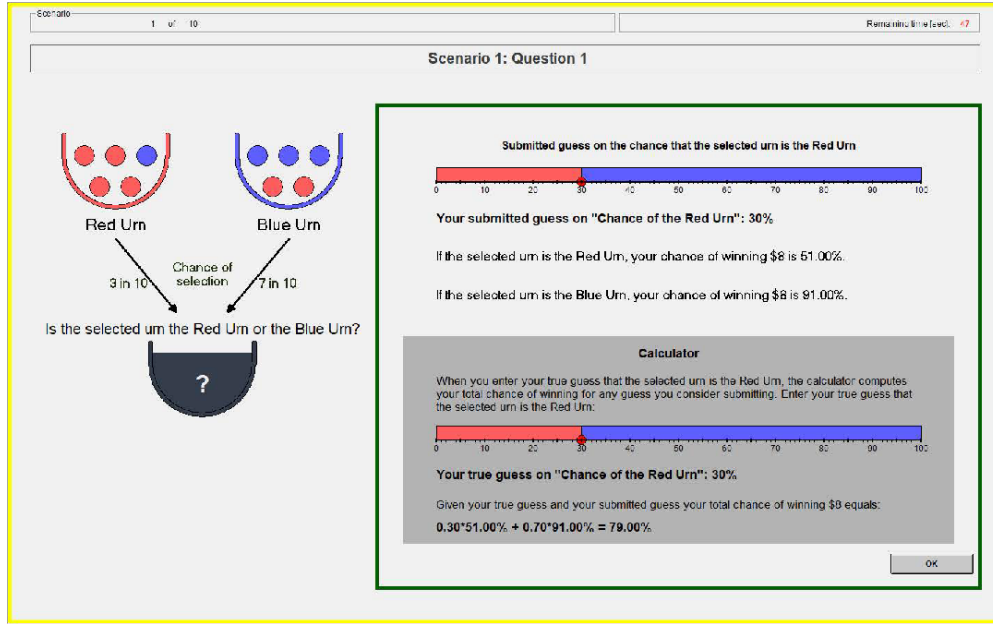 Scenario
1 of 10
Remaining time [sec]: 47
Scenario 1: Question 1
Red Urn
Blue Urn
Chance of
selection
3 in 10
7 in 10
Is the selected urn the Red Urn or the Blue Urn?
?
Submitted guess on the chance that the selected urn is the Red Urn
0 10 20 30 40 50 60 70 80 90 100
Your submitted guess on "Chance of the Red Urn": 30%
If the selected urn is the Red Urn, your chance of winning $8 is 51.00%.
If the selected urn is the Blue Urn, your chance of winning $8 is 91.00%.
Calculator
When you enter your true guess that the selected urn is the Red Urn, the calculator computes
your total chance of winning for any guess you consider submitting. Enter your true guess that
the selected urn is the Red Urn:
0 10 20 30 40 50 60 70 80 90 100
Your true guess on "Chance of the Red Urn": 30%
Given your true guess and your submitted guess your total chance of winning $8 equals:
0.30*51.00% + 0.70*91.00% = 79.00%
OK